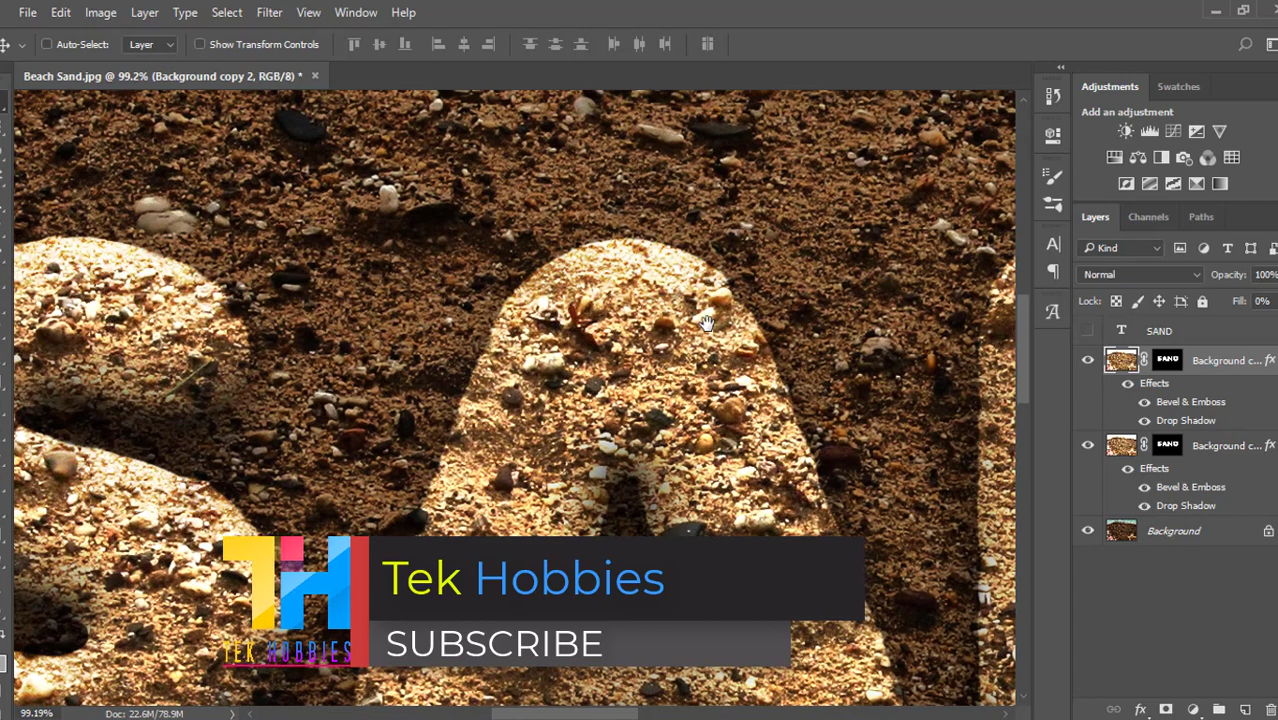 File Edit Image Layer Type Select Filter View Window Help
Auto-Select: Layer Show Transform Controls
Beach Sand.jpg @ 99.2% (Background copy 2, RGB/8) * ×
Adjustments Swatches
Add an adjustment
Layers Channels Paths
Kind
Normal Opacity: 100%
Lock: Fill: 0%
T SAND
SAND Background c... fx
Effects
Bevel & Emboss
Drop Shadow
SAND Background c... fx
Effects
Bevel & Emboss
Drop Shadow
Background
Tek Hobbies
SUBSCRIBE
TEK HOBBIES
99.19% Doc: 22.6M/78.9M